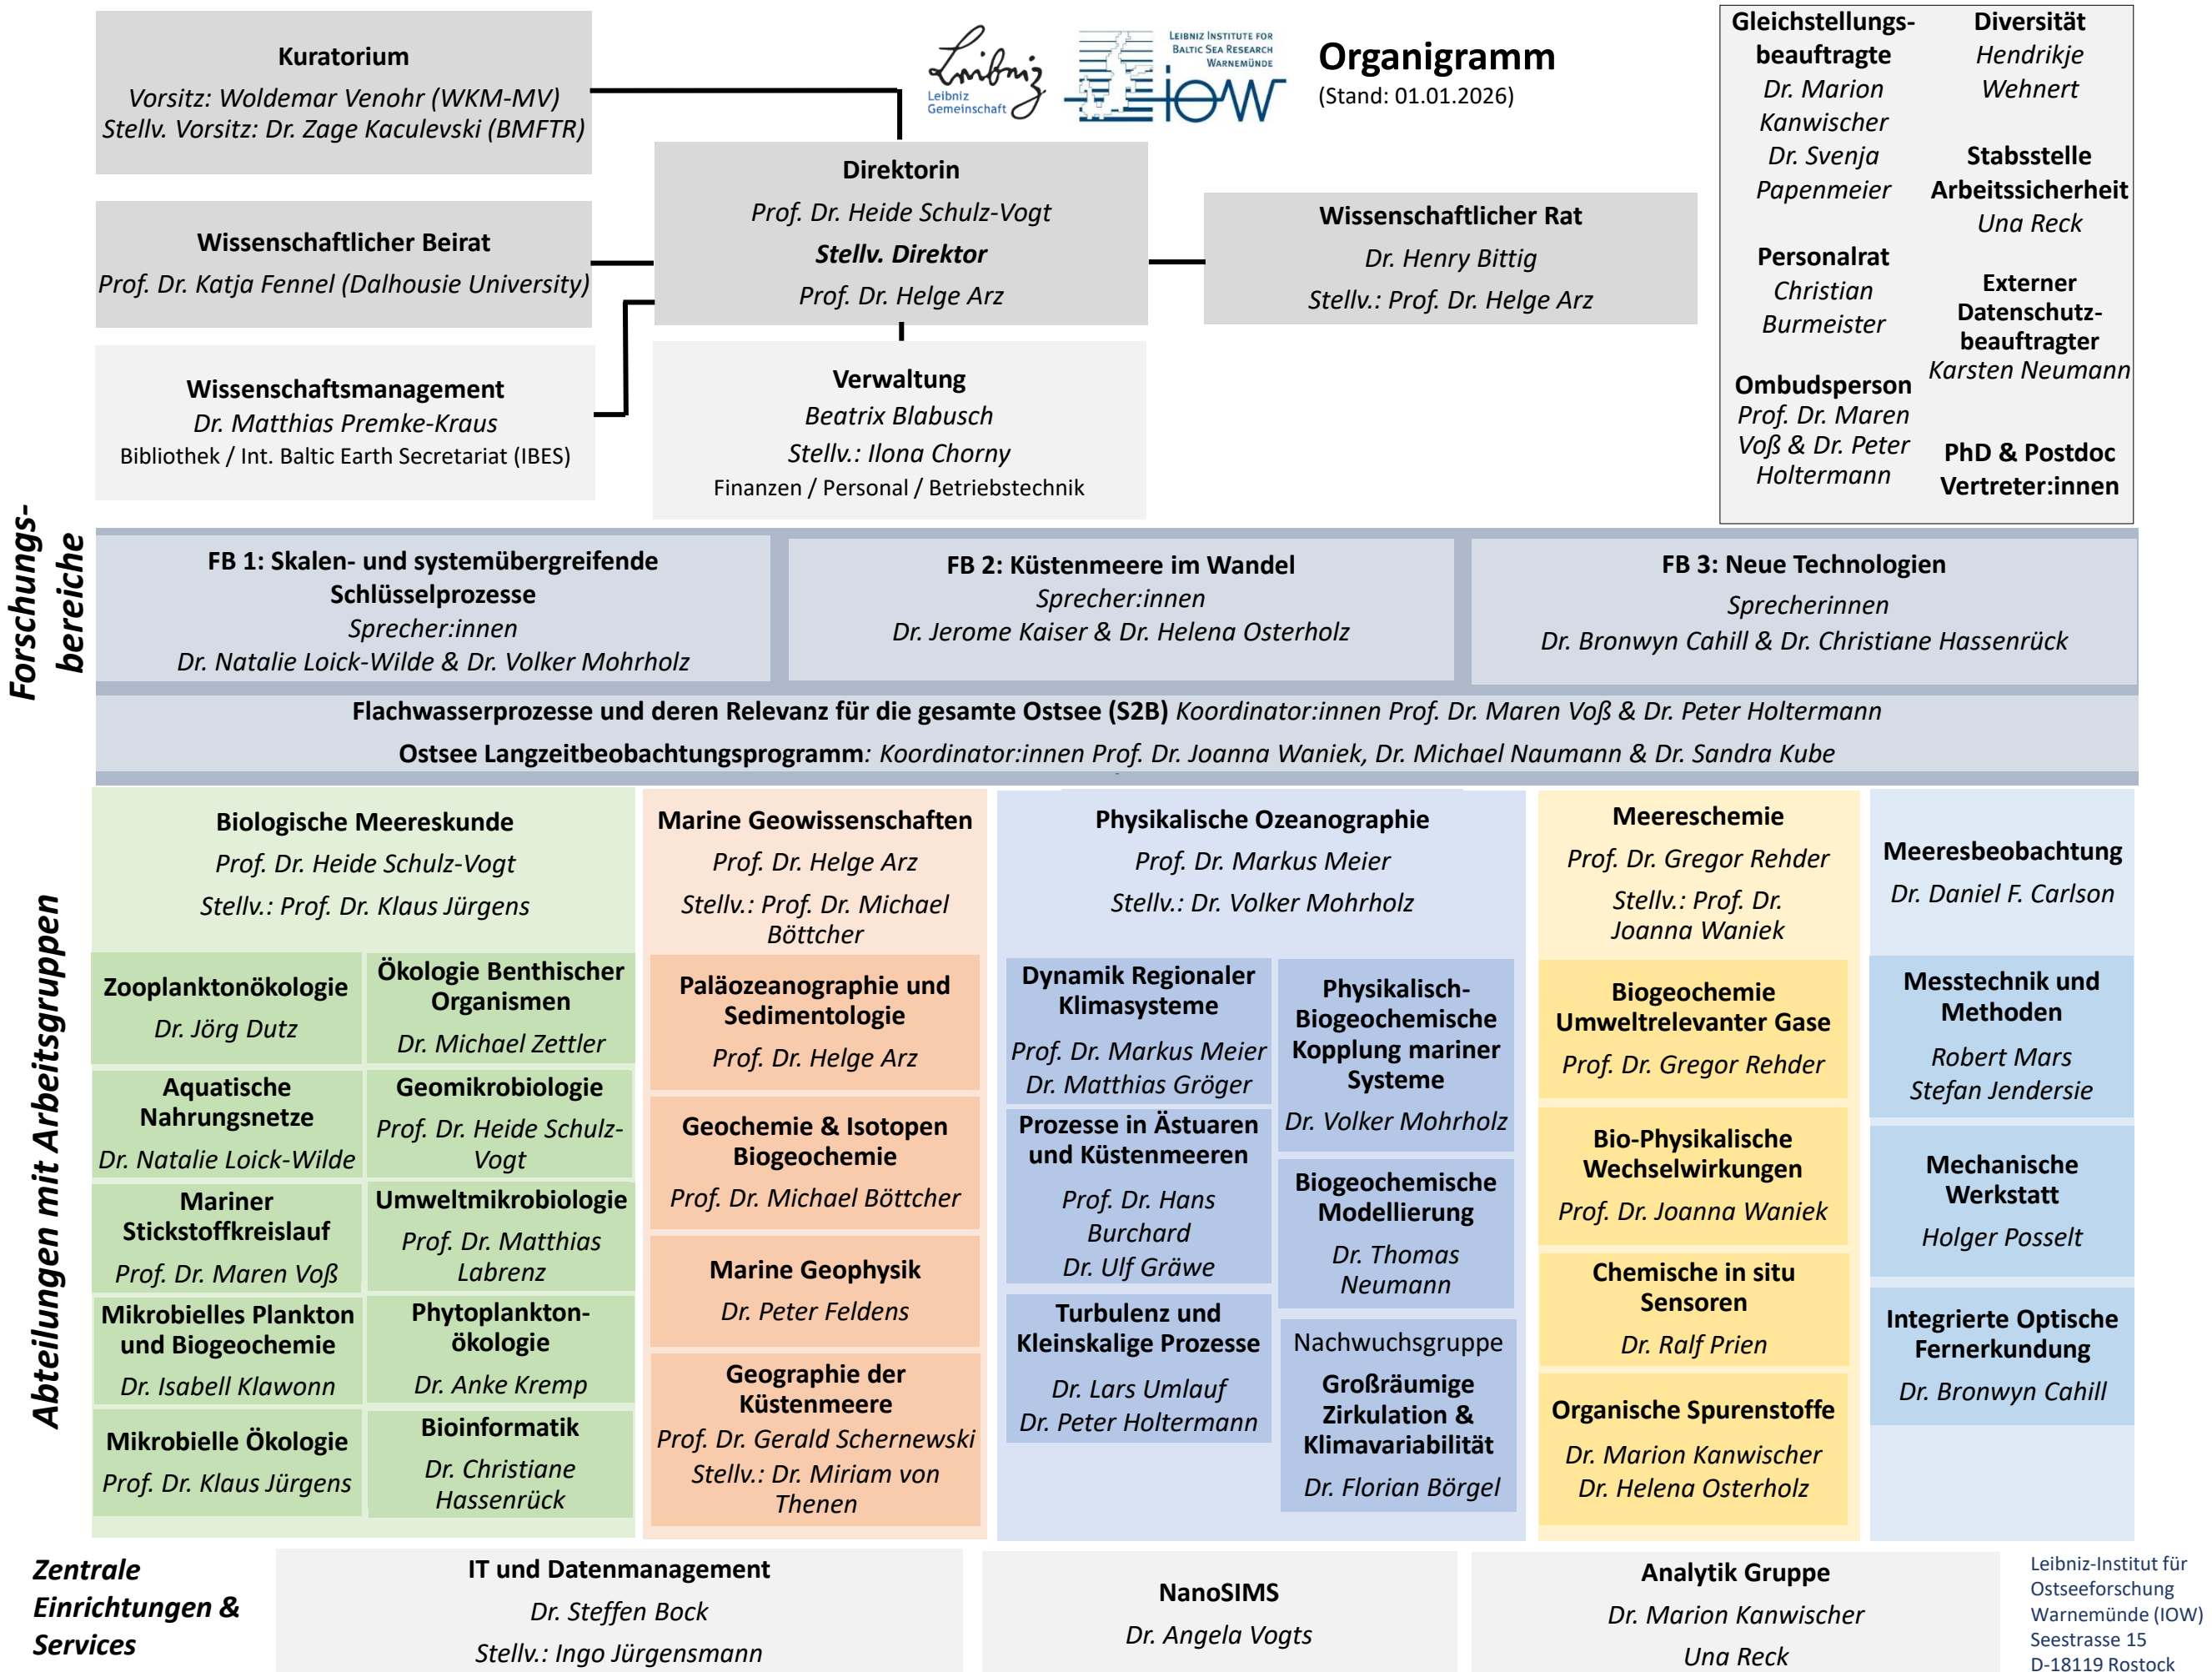 Kuratorium
Vorsitz: Woldemar Venohr (WKM-MV)
Stellv. Vorsitz: Dr. Zage Kaculevski (BMFTR)
Leibniz
Leibniz
Gemeinschaft
LEIBNIZ INSTITUTE FOR
BALTIC SEA RESEARCH
WARNEMÜNDE
IOW
Organigramm
(Stand: 01.01.2026)
Gleichstellungs-
beauftragte
Dr. Marion
Kanwischer
Dr. Svenja
Papenmeier
Personalrat
Christian
Burmeister
Ombudsperson
Prof. Dr. Maren
Voß & Dr. Peter
Holtermann
Diversität
Hendrikje
Wehnert
Stabsstelle
Arbeitssicherheit
Una Reck
Externer
Datenschutz-
beauftragter
Karsten Neumann
PhD & Postdoc
Vertreter:innen
Direktorin
Prof. Dr. Heide Schulz-Vogt
Stellv. Direktor
Prof. Dr. Helge Arz
Wissenschaftlicher Beirat
Prof. Dr. Katja Fennel (Dalhousie University)
Wissenschaftlicher Rat
Dr. Henry Bittig
Stellv.: Prof. Dr. Helge Arz
Wissenschaftsmanagement
Dr. Matthias Premke-Kraus
Bibliothek / Int. Baltic Earth Secretariat (IBES)
Verwaltung
Beatrix Blabusch
Stellv.: Ilona Chorny
Finanzen / Personal / Betriebstechnik
Forschungs-
bereiche
FB 1: Skalen- und systemübergreifende
Schlüsselprozesse
Sprecher:innen
Dr. Natalie Loick-Wilde & Dr. Volker Mohrholz
FB 2: Küstenmeere im Wandel
Sprecher:innen
Dr. Jerome Kaiser & Dr. Helena Osterholz
FB 3: Neue Technologien
Sprecherinnen
Dr. Bronwyn Cahill & Dr. Christiane Hassenrück
Flachwasserprozesse und deren Relevanz für die gesamte Ostsee (S2B) Koordinator:innen Prof. Dr. Maren Voß & Dr. Peter Holtermann
Ostsee Langzeitbeobachtungsprogramm: Koordinator:innen Prof. Dr. Joanna Waniek, Dr. Michael Naumann & Dr. Sandra Kube
Abteilungen mit Arbeitsgruppen
Biologische Meereskunde
Prof. Dr. Heide Schulz-Vogt
Stellv.: Prof. Dr. Klaus Jürgens
Zooplanktonökologie
Dr. Jörg Dutz
Aquatische
Nahrungsnetze
Dr. Natalie Loick-Wilde
Mariner
Stickstoffkreislauf
Prof. Dr. Maren Voß
Mikrobielles Plankton
und Biogeochemie
Dr. Isabell Klawonn
Mikrobielle Ökologie
Prof. Dr. Klaus Jürgens
Ökologie Benthischer
Organismen
Dr. Michael Zettler
Geomikrobiologie
Prof. Dr. Heide Schulz-
Vogt
Umweltmikrobiologie
Prof. Dr. Matthias
Labrenz
Phytoplankton-
ökologie
Dr. Anke Kremp
Bioinformatik
Dr. Christiane
Hassenrück
Marine Geowissenschaften
Prof. Dr. Helge Arz
Stellv.: Prof. Dr. Michael
Böttcher
Paläozeanographie und
Sedimentologie
Prof. Dr. Helge Arz
Geochemie & Isotopen
Biogeochemie
Prof. Dr. Michael Böttcher
Marine Geophysik
Dr. Peter Feldens
Geographie der
Küstenmeere
Prof. Dr. Gerald Schernewski
Stellv.: Dr. Miriam von
Thenen
Physikalische Ozeanographie
Prof. Dr. Markus Meier
Stellv.: Dr. Volker Mohrholz
Dynamik Regionaler
Klimasysteme
Prof. Dr. Markus Meier
Dr. Matthias Gröger
Prozesse in Ästuaren
und Küstenmeeren
Prof. Dr. Hans
Burchard
Dr. Ulf Gräwe
Turbulenz und
Kleinskalige Prozesse
Dr. Lars Umlauf
Dr. Peter Holtermann
Physikalisch-
Biogeochemische
Kopplung mariner
Systeme
Dr. Volker Mohrholz
Biogeochemische
Modellierung
Dr. Thomas
Neumann
Nachwuchsgruppe
Großräumige
Zirkulation &
Klimavariabilität
Dr. Florian Börgel
Meereschemie
Prof. Dr. Gregor Rehder
Stellv.: Prof. Dr.
Joanna Waniek
Biogeochemie
Umweltrelevanter Gase
Prof. Dr. Gregor Rehder
Bio-Physikalische
Wechselwirkungen
Prof. Dr. Joanna Waniek
Chemische in situ
Sensoren
Dr. Ralf Prien
Organische Spurenstoffe
Dr. Marion Kanwischer
Dr. Helena Osterholz
Meeresbeobachtung
Dr. Daniel F. Carlson
Messtechnik und
Methoden
Robert Mars
Stefan Jendersie
Mechanische
Werkstatt
Holger Posselt
Integrierte Optische
Fernerkundung
Dr. Bronwyn Cahill
Zentrale
Einrichtungen &
Services
IT und Datenmanagement
Dr. Steffen Bock
Stellv.: Ingo Jürgensmann
NanoSIMS
Dr. Angela Vogts
Analytik Gruppe
Dr. Marion Kanwischer
Una Reck
Leibniz-Institut für
Ostseeforschung
Warnemünde (IOW)
Seestrasse 15
D-18119 Rostock